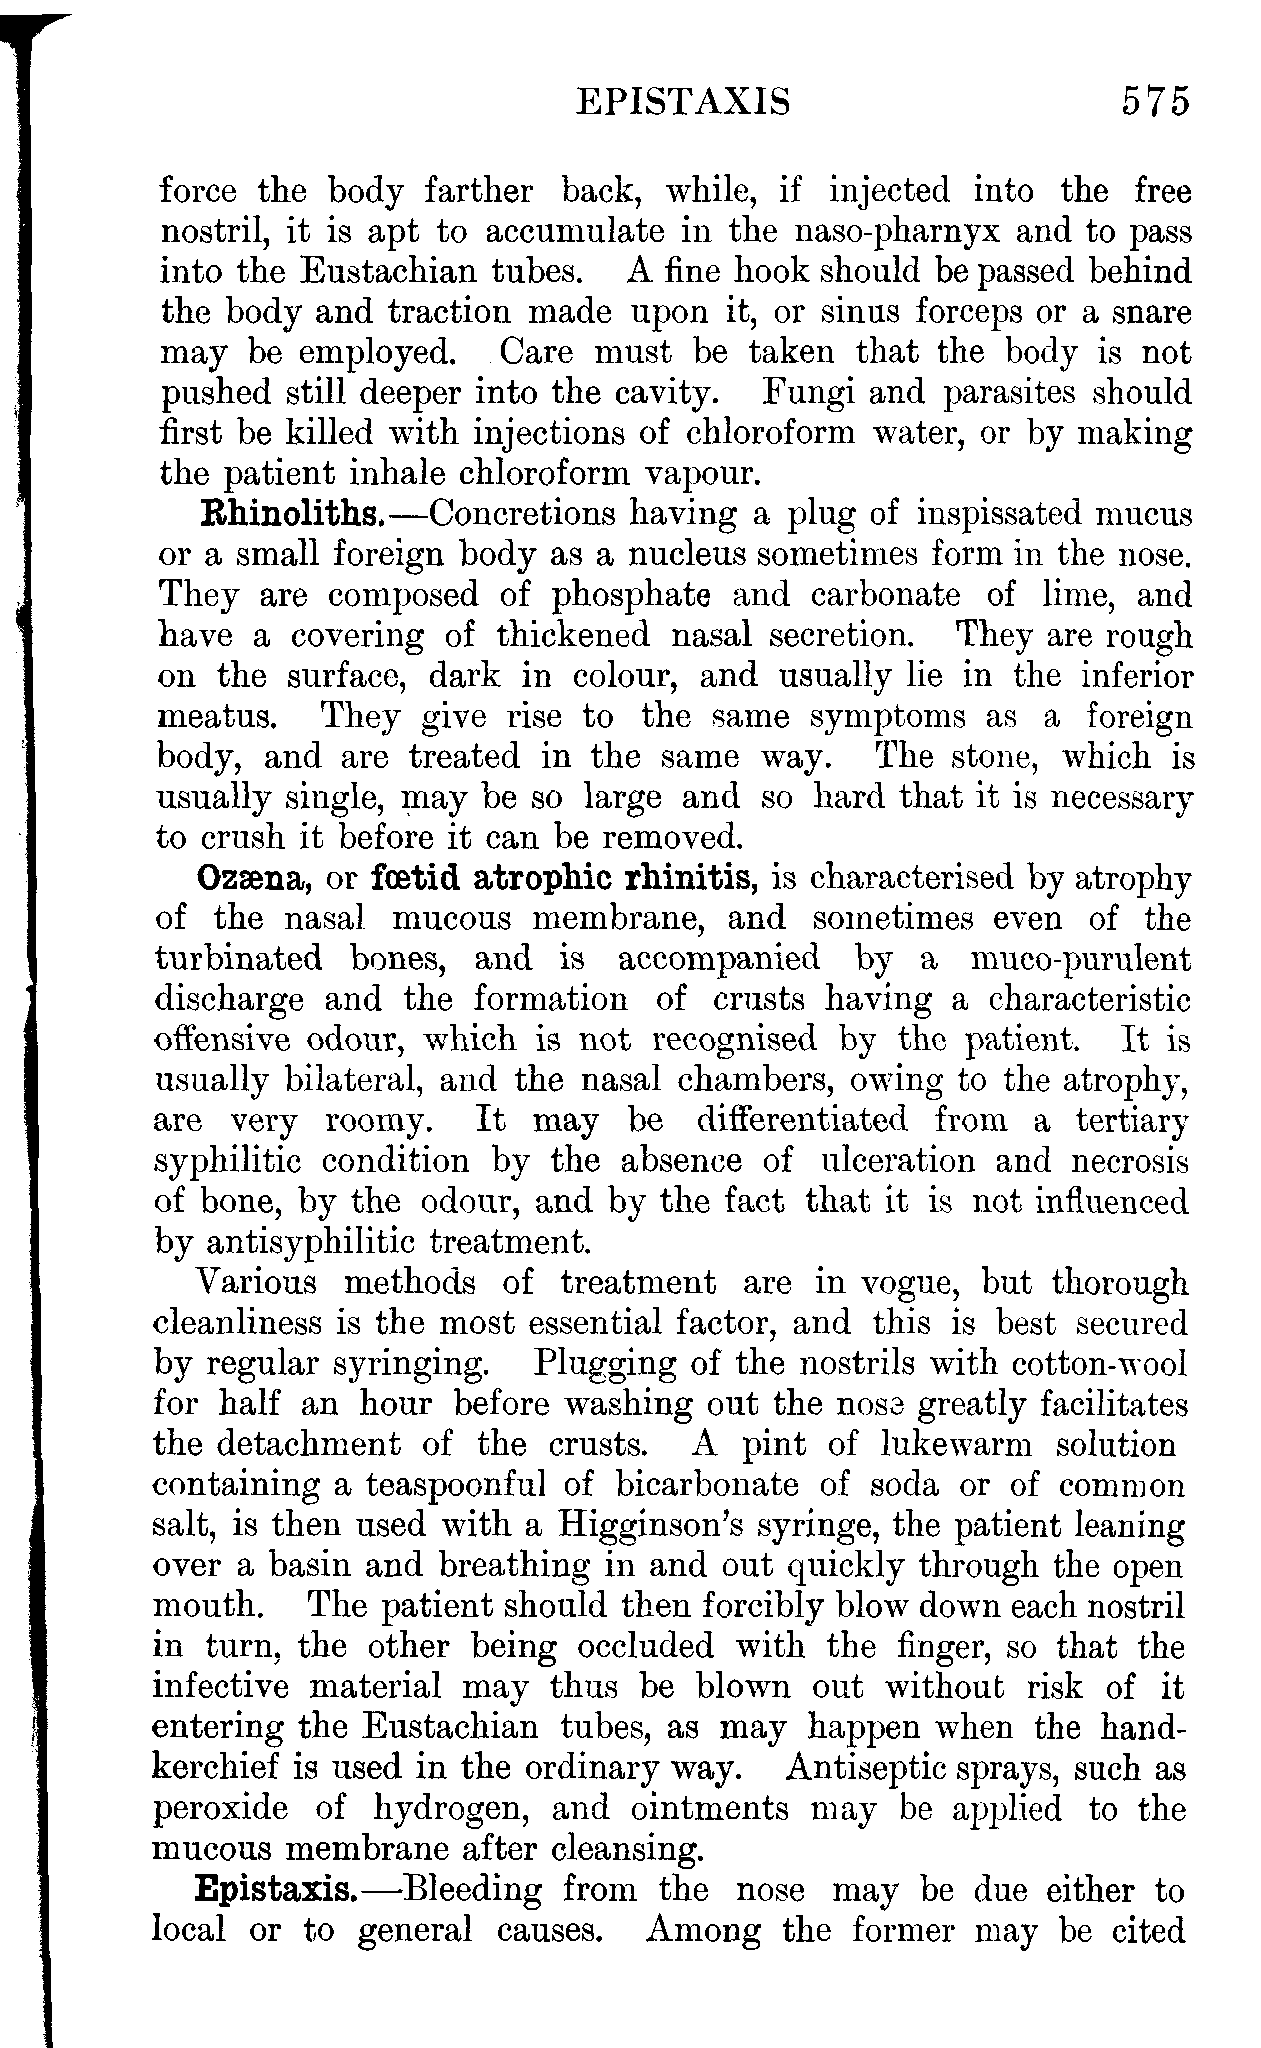 EPISTAXIS 575
force the body farther back, while, if injected into the free
nostril, it is apt to accumulate in the naso-pharnyx and to pass
into the Eustachian tubes. A fine hook should be passed behind
the body and traction made upon it, or sinus forceps or a snare
may be employed. Care must be taken that the body is not
pushed still deeper into the cavity. Fungi and parasites should
first be killed with injections of chloroform water, or by making
the patient inhale chloroform vapour.
Rhinoliths.—Concretions having a plug of inspissated mucus
or a small foreign body as a nucleus sometimes form in the nose.
They are composed of phosphate and carbonate of lime, and
have a covering of thickened nasal secretion. They are rough
on the surface, dark in colour, and usually lie in the inferior
meatus. They give rise to the same symptoms as a foreign
body, and are treated in the same way. The stone, which is
usually single, may be so large and so hard that it is necessary
to crush it before it can be removed.
Ozæna, or fœtid atrophic rhinitis, is characterised by atrophy
of the nasal mucous membrane, and sometimes even of the
turbinated bones, and is accompanied by a muco-purulent
discharge and the formation of crusts having a characteristic
offensive odour, which is not recognised by the patient. It is
usually bilateral, and the nasal chambers, owing to the atrophy,
are very roomy. It may be differentiated from a tertiary
syphilitic condition by the absence of ulceration and necrosis
of bone, by the odour, and by the fact that it is not influenced
by antisyphilitic treatment.
Various methods of treatment are in vogue, but thorough
cleanliness is the most essential factor, and this is best secured
by regular syringing. Plugging of the nostrils with cotton-wool
for half an hour before washing out the nose greatly facilitates
the detachment of the crusts. A pint of lukewarm solution
containing a teaspoonful of bicarbonate of soda or of common
salt, is then used with a Higginson's syringe, the patient leaning
over a basin and breathing in and out quickly through the open
mouth. The patient should then forcibly blow down each nostril
in turn, the other being occluded with the finger, so that the
infective material may thus be blown out without risk of it
entering the Eustachian tubes, as may happen when the hand-
kerchief is used in the ordinary way. Antiseptic sprays, such as
peroxide of hydrogen, and ointments may be applied to the
mucous membrane after cleansing.
Epistaxis.—Bleeding from the nose may be due either to
local or to general causes. Among the former may be cited